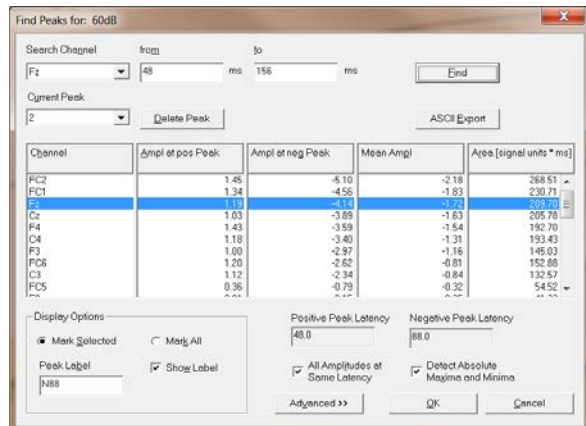 Find Peaks for: 60dB
Search Channel from to
Fz 48 ms 156 ms Find
Current Peak
2 Delete Peak ASCII Export
Channel Ampl at pos Peak Ampl at neg Peak Mean Ampl Area [signal units * ms]
FC2 1.45 -5.10 -2.18 268.51
FC1 1.34 -4.56 -1.83 230.71
Fz 1.19 -4.14 -1.72 209.70
Cz 1.03 -3.89 -1.63 205.78
F4 1.43 -3.59 -1.54 192.70
C4 1.18 -3.40 -1.31 193.43
F3 1.00 -2.97 -1.16 145.03
FC6 1.20 -2.62 -0.81 152.88
C3 1.12 -2.34 -0.84 132.57
FC5 0.36 -0.79 -0.32 54.52
Display Options
Mark Selected Mark All
Peak Label Show Label
N88
Positive Peak Latency Negative Peak Latency
48.0 88.0
All Amplitudes at Same Latency
Detect Absolute Maxima and Minima
Advanced >> OK Cancel